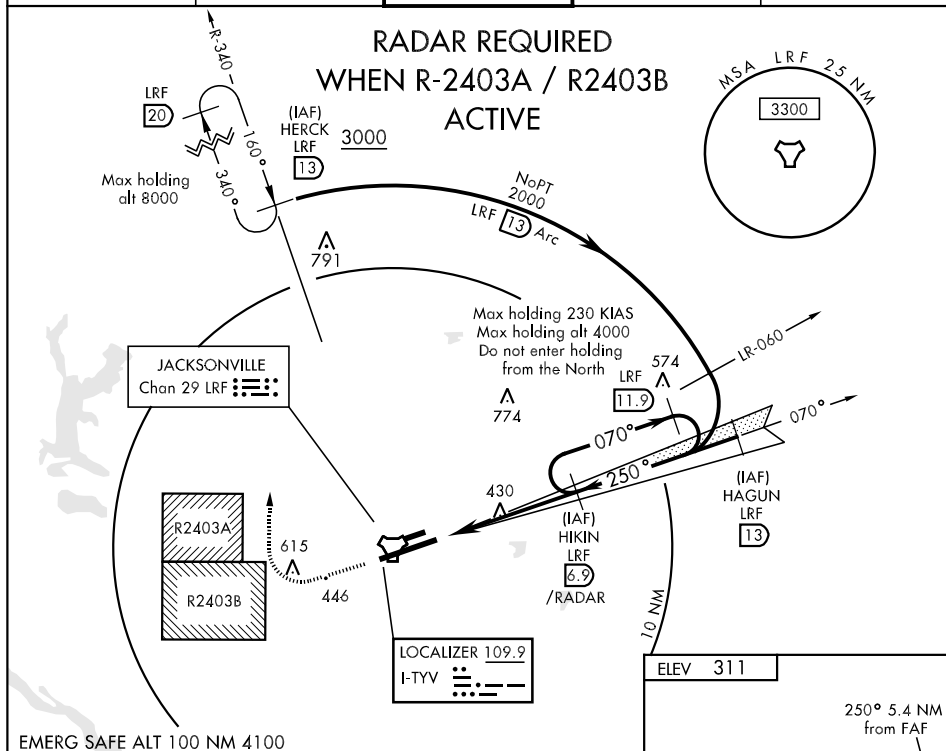 RADAR REQUIRED
WHEN R-2403A / R2403B
ACTIVE
MSA LRF 25 NM
3300
R-340
LRF
20
160°
340°
Max holding
alt 8000
(IAF)
HERCK
LRF
13
3000
NoPT
2000
LRF 13 Arc
791
Max holding 230 KIAS
Max holding alt 4000
Do not enter holding
from the North
574
LR-060
LRF
11.9
774
JACKSONVILLE
Chan 29 LRF
070°
070°
250°
430
(IAF)
HAGUN
LRF
13
(IAF)
HIKIN
LRF
6.9
/RADAR
R2403A
R2403B
615
446
10 NM
LOCALIZER 109.9
I-TYV
ELEV 311
250° 5.4 NM
from FAF
EMERG SAFE ALT 100 NM 4100